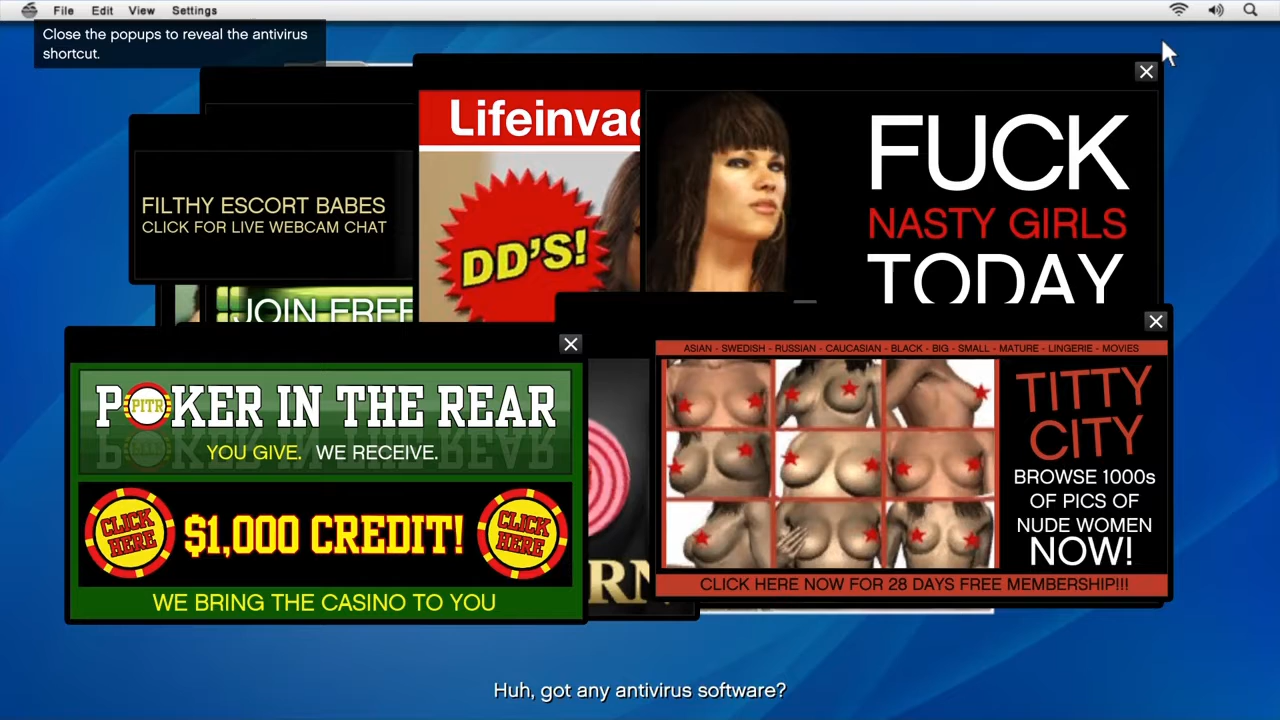 File Edit View Settings
Close the popups to reveal the antivirus
shortcut.
Lifeinvad
DD'S!
FUCK
NASTY GIRLS
TODAY
FILTHY ESCORT BABES
CLICK FOR LIVE WEBCAM CHAT
JOIN FREE
POKER IN THE REAR
PITR
YOU GIVE. WE RECEIVE.
CLICK
HERE
$1,000 CREDIT!
CLICK
HERE
WE BRING THE CASINO TO YOU
RN
ASIAN - SWEDISH - RUSSIAN - CAUCASIAN - BLACK - BIG - SMALL - MATURE - LINGERIE - MOVIES
TITTY
CITY
BROWSE 1000s
OF PICS OF
NUDE WOMEN
NOW!
CLICK HERE NOW FOR 28 DAYS FREE MEMBERSHIP!!!
Huh, got any antivirus software?